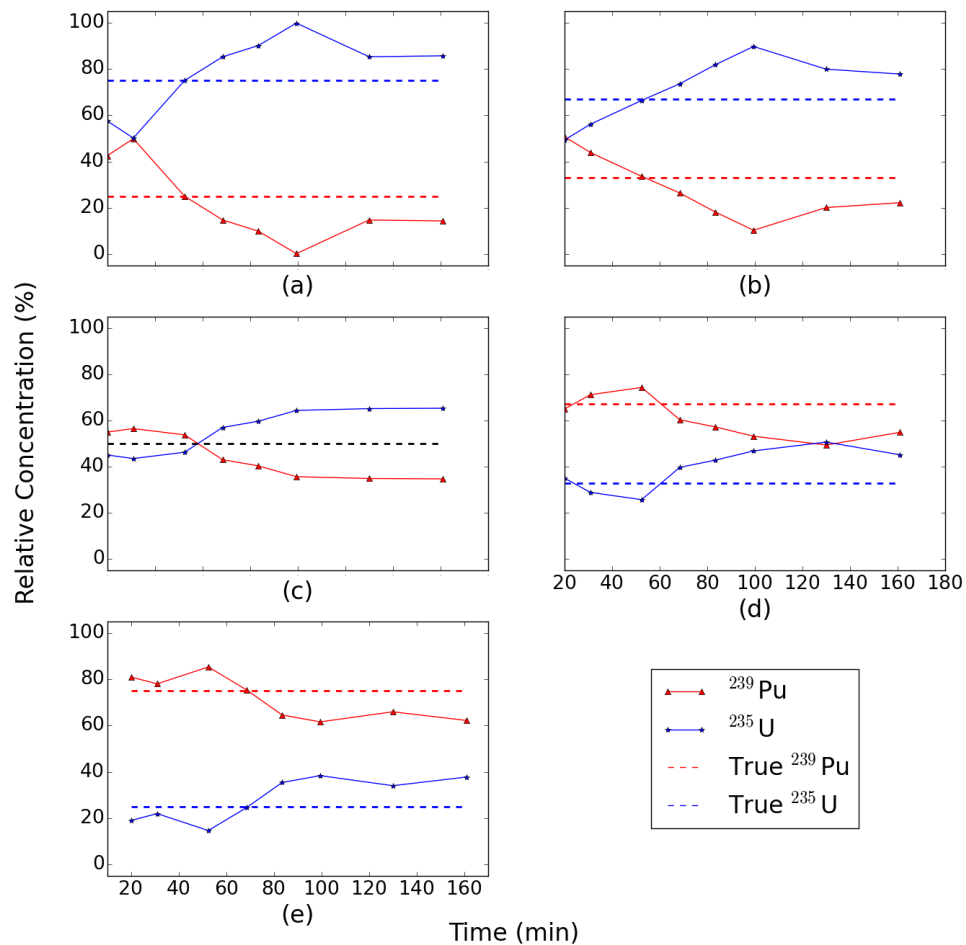 Relative Concentration (%)
100
80
60
40
20
0
(a)
(b)
100
80
60
40
20
0
(c)
20 40 60 80 100 120 140 160 180
(d)
100
80
60
40
20
0
20 40 60 80 100 120 140 160
(e)
²³⁹Pu
²³⁵U
True ²³⁹Pu
True ²³⁵U
Time (min)